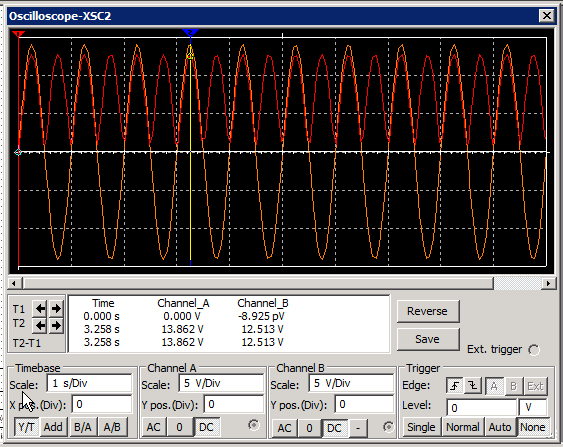 Oscilloscope-XSC2
T1
T2
T2-T1
Time Channel_A Channel_B
0.000 s 0.000 V -8.925 pV
3.258 s 13.862 V 12.513 V
3.258 s 13.862 V 12.513 V
Reverse
Save
Ext. trigger
Timebase
Scale: 1 s/Div
X pos.(Div): 0
Y/T Add B/A A/B
Channel A
Scale: 5 V/Div
Y pos.(Div): 0
AC 0 DC
Channel B
Scale: 5 V/Div
Y pos.(Div): 0
AC 0 DC -
Trigger
Edge: A B Ext
Level: 0 V
Single Normal Auto None